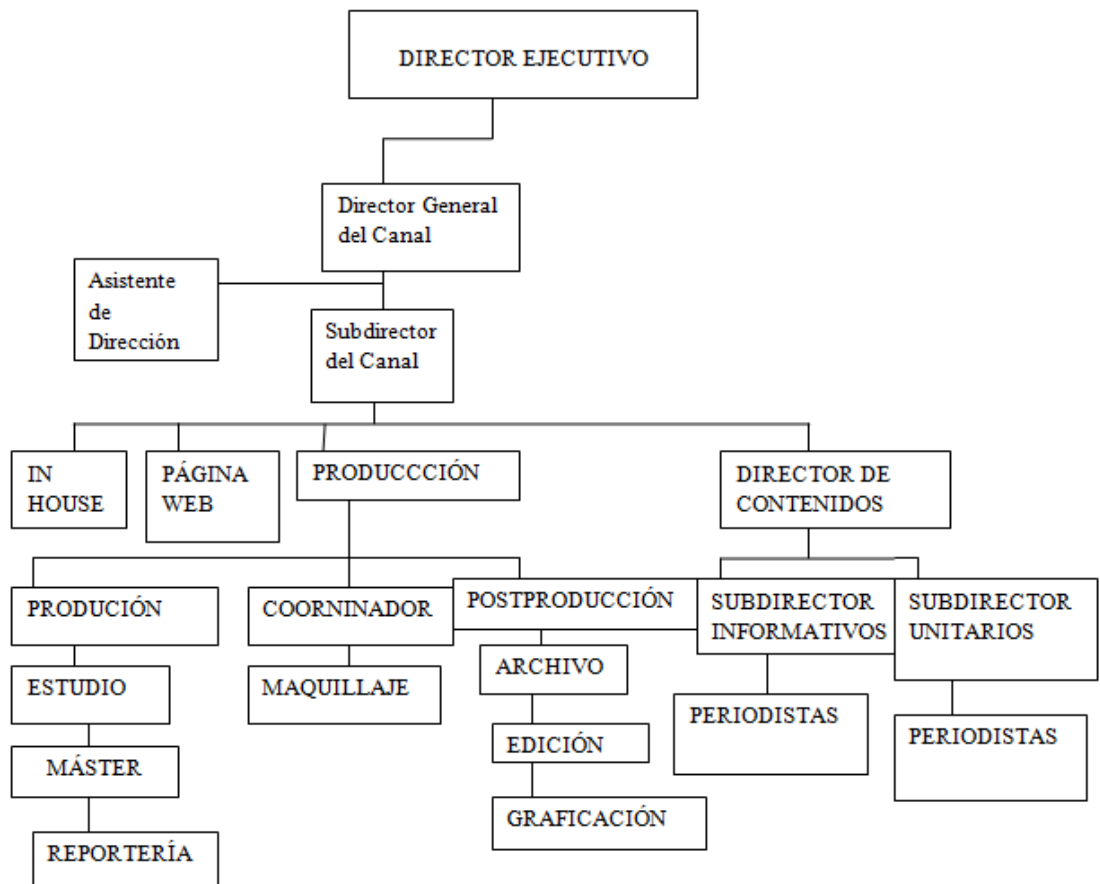 DIRECTOR EJECUTIVO
Director General
del Canal
Asistente
de
Dirección
Subdirector
del Canal
IN
HOUSE
PÁGINA
WEB
PRODUCCCIÓN
DIRECTOR DE
CONTENIDOS
PRODUCIÓN
COORNINADOR
POSTPRODUCCIÓN
SUBDIRECTOR
INFORMATIVOS
SUBDIRECTOR
UNITARIOS
ESTUDIO
MAQUILLAJE
ARCHIVO
PERIODISTAS
PERIODISTAS
MÁSTER
EDICIÓN
GRAFICACIÓN
REPORTERÍA